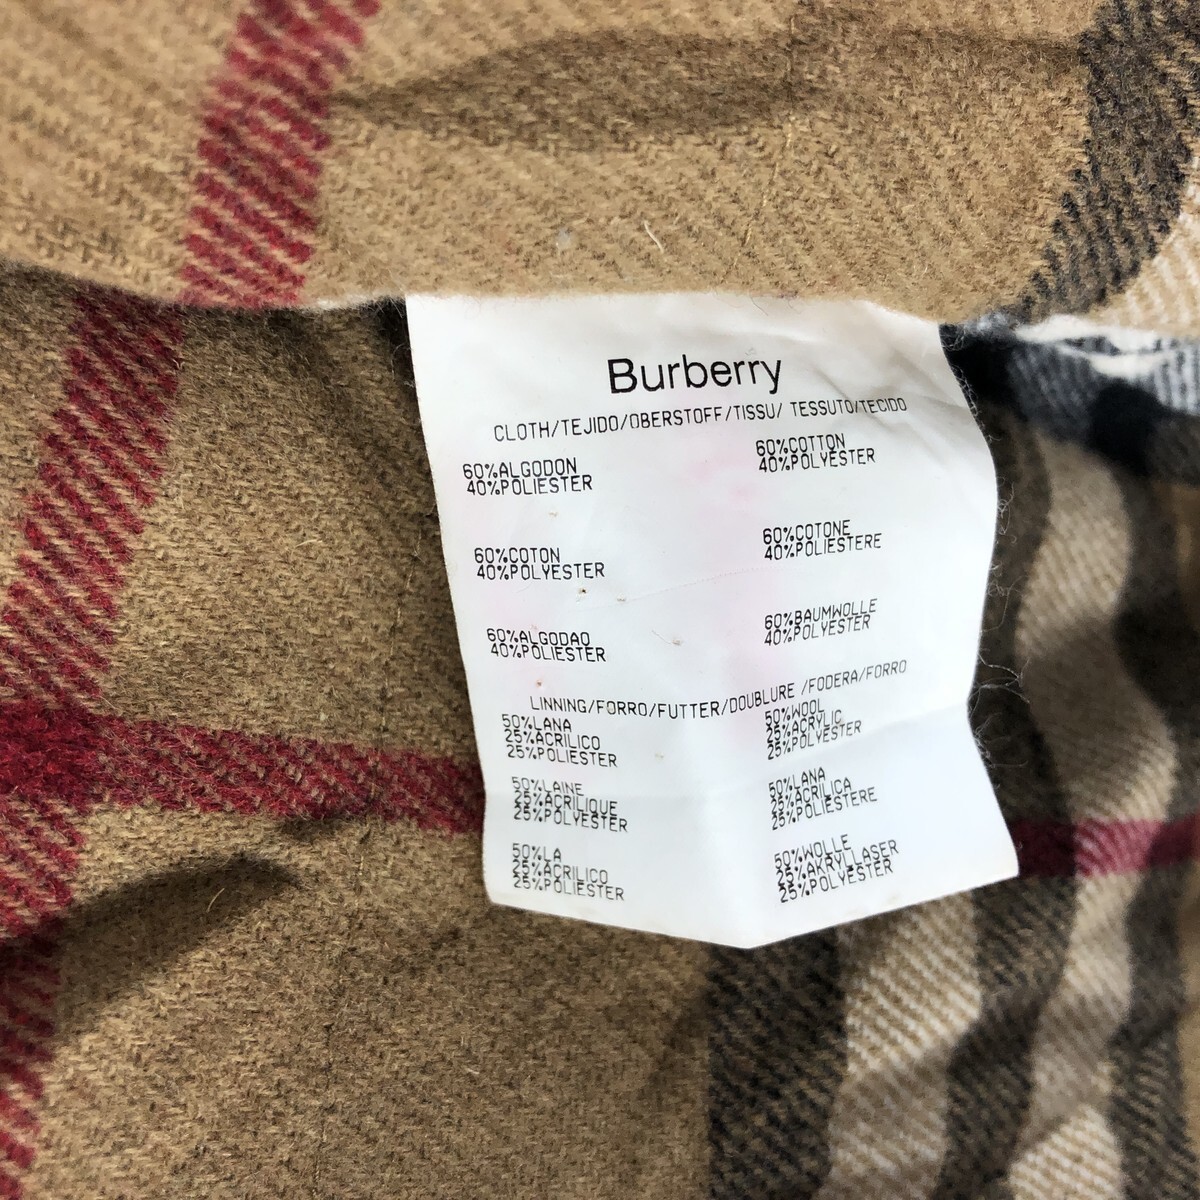 Burberry
CLOTH/TEJIDO/OBERSTOFF/TISSU/ TESSUTO/TECIDO
60%ALGODON
40%POLIESTER
60%COTTON
40%POLYESTER
60%COTON
40%POLYESTER
60%COTONE
40%POLIESTERE
60%ALGODAO
40%POLIESTER
60%BAUMWOLLE
40%POLYESTER
LINNING/FORRO/FUTTER/DOUBLURE /FODERA/FORRO
50%LANA
25%ACRILICO
25%POLIESTER
50%WOOL
25%ACRYLIC
25%POLYESTER
50%LAINE
25%ACRILIQUE
25%POLYESTER
50%LANA
25%ACRILICA
25%POLIESTERE
50%LA
25%ACRILICO
25%POLIESTER
50%WOLLE
25%AKRYLLASER
25%POLYESTER